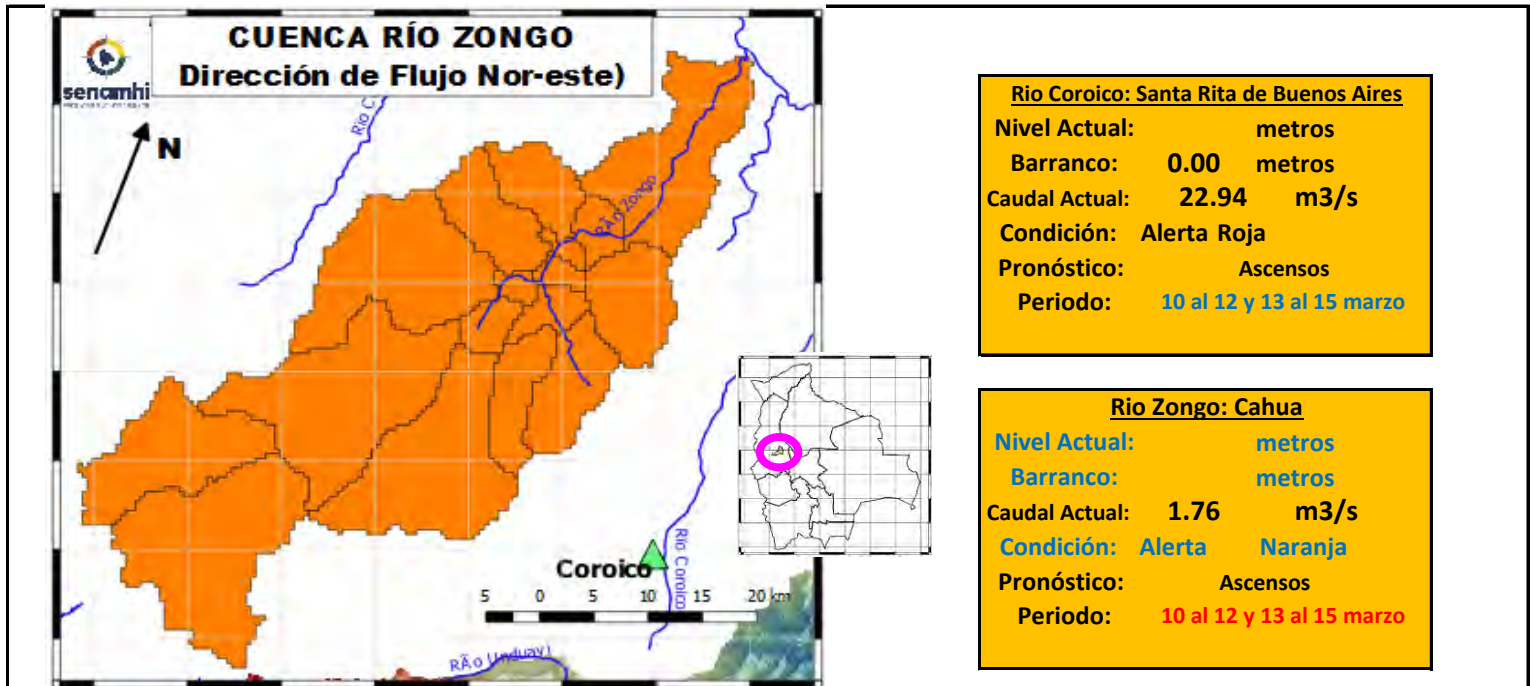 CUENCA RÍO ZONGO
Dirección de Flujo Nor-este)
senamhi
N
Río C
RÃo Zongo
Coroico
Río Coroico
5 0 5 10 15 20 km
RÃo (Unduavi)
Rio Coroico: Santa Rita de Buenos Aires
Nivel Actual: metros
Barranco: 0.00 metros
Caudal Actual: 22.94 m3/s
Condición: Alerta Roja
Pronóstico: Ascensos
Periodo: 10 al 12 y 13 al 15 marzo
Rio Zongo: Cahua
Nivel Actual: metros
Barranco: metros
Caudal Actual: 1.76 m3/s
Condición: Alerta Naranja
Pronóstico: Ascensos
Periodo: 10 al 12 y 13 al 15 marzo